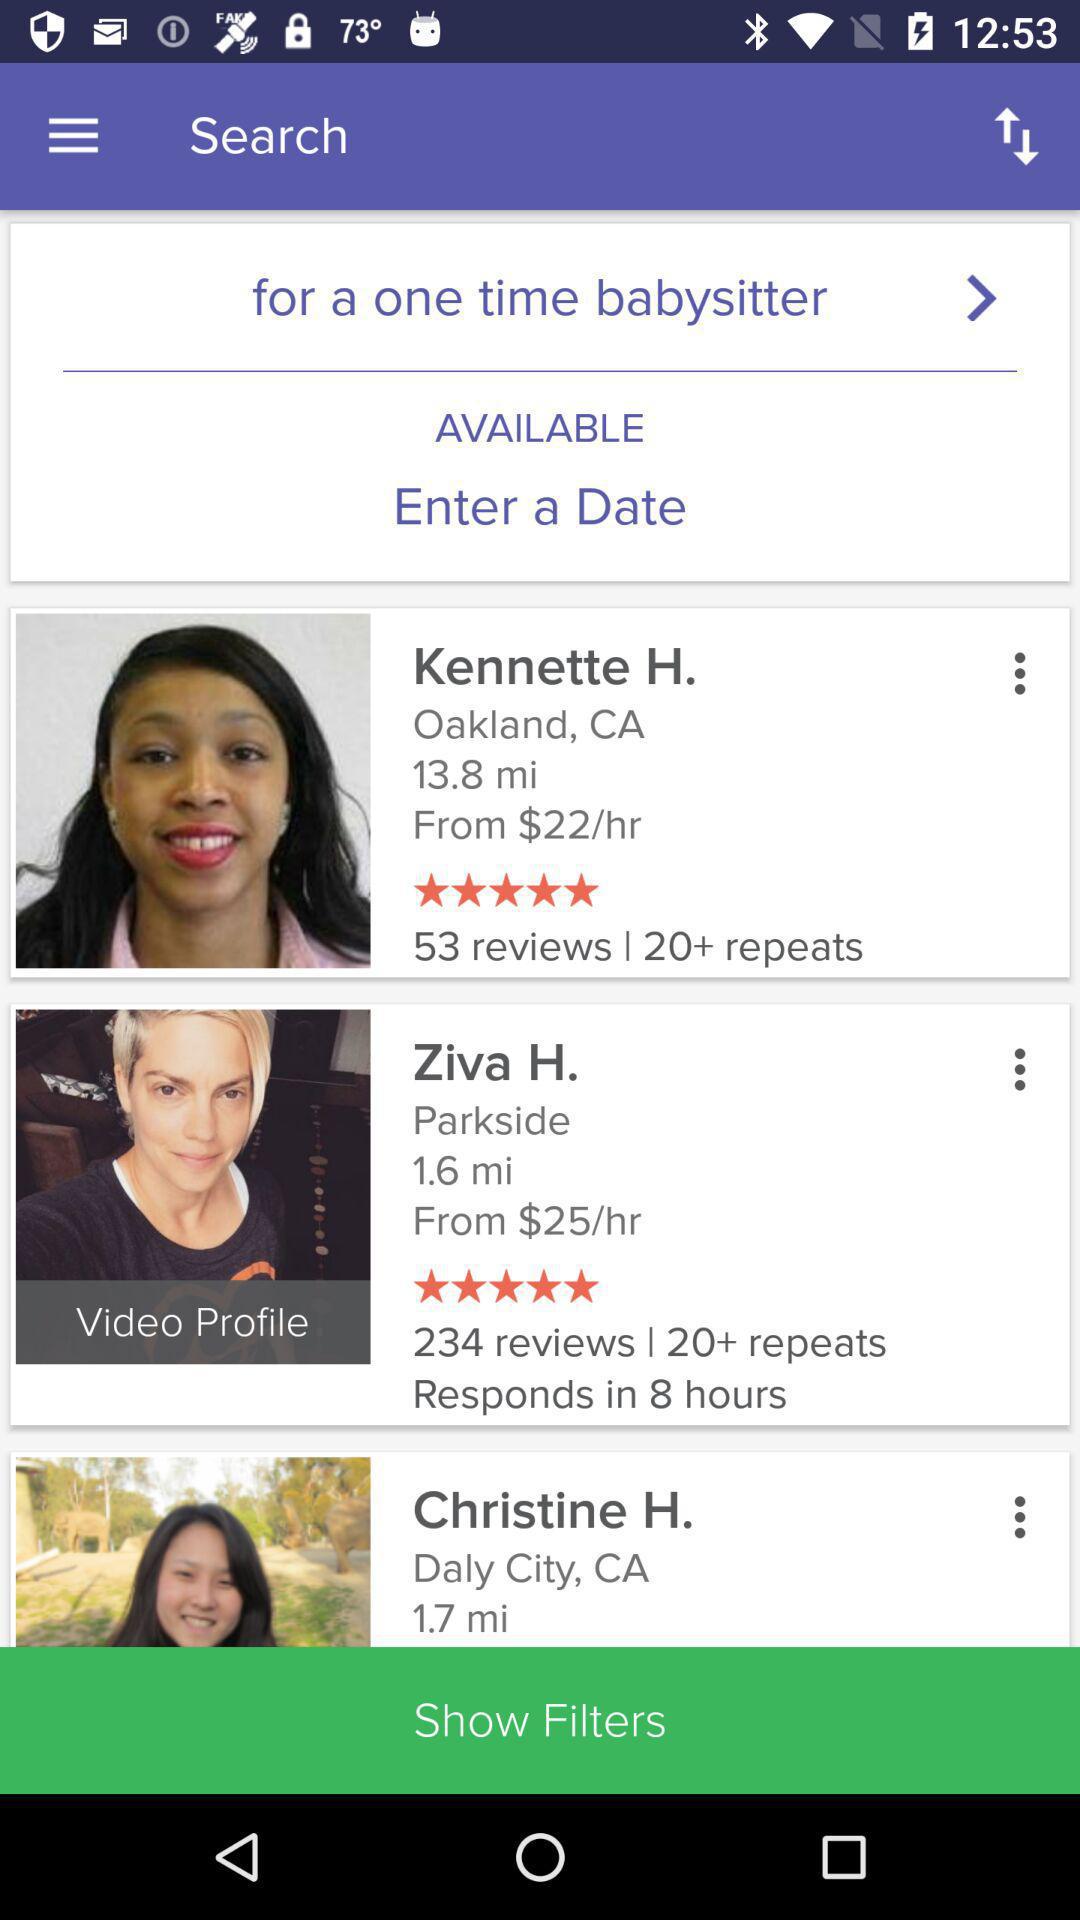 FAKE
73°
12:53
Search
for a one time babysitter
AVAILABLE
Enter a Date
Kennette H.
Oakland, CA
13.8 mi
From $22/hr
53 reviews | 20+ repeats
Video Profile
Ziva H.
Parkside
1.6 mi
From $25/hr
234 reviews | 20+ repeats
Responds in 8 hours
Christine H.
Daly City, CA
1.7 mi
Show Filters